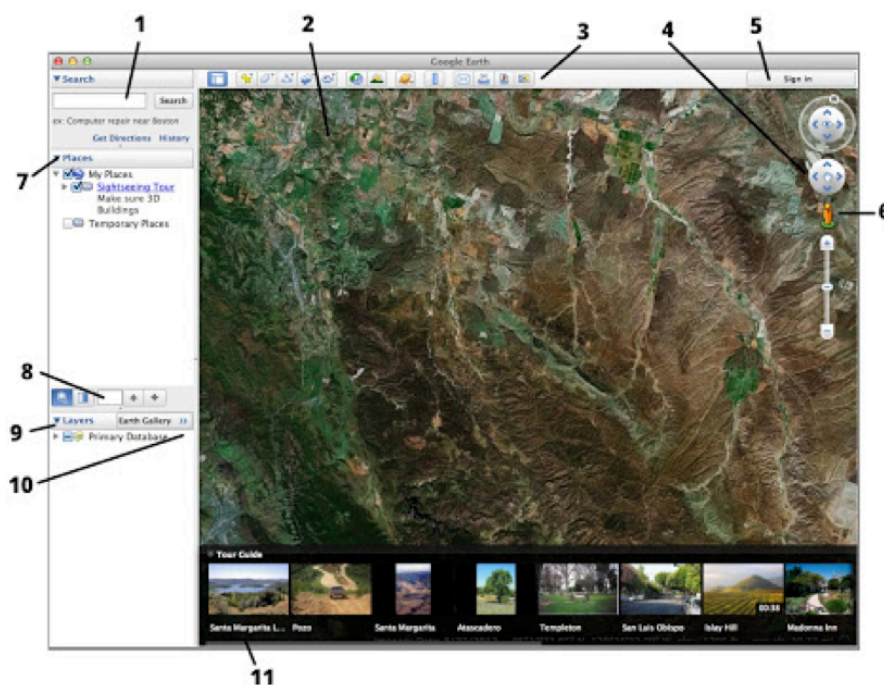 1
2
3
4
5
Google Earth
Search
Sign in
Search
ex: Computer repair near Boston
Get Directions History
7
Places
My Places
Sightseeing Tour
Make sure 3D
Buildings
Temporary Places
6
8
9
Layers
Earth Gallery
Primary Database
10
Tour Guide
00:38
Santa Margarita L...
Pozo
Santa Margarita
Atascadero
Templeton
San Luis Obispo
Islay Hill
Madonna Inn
11